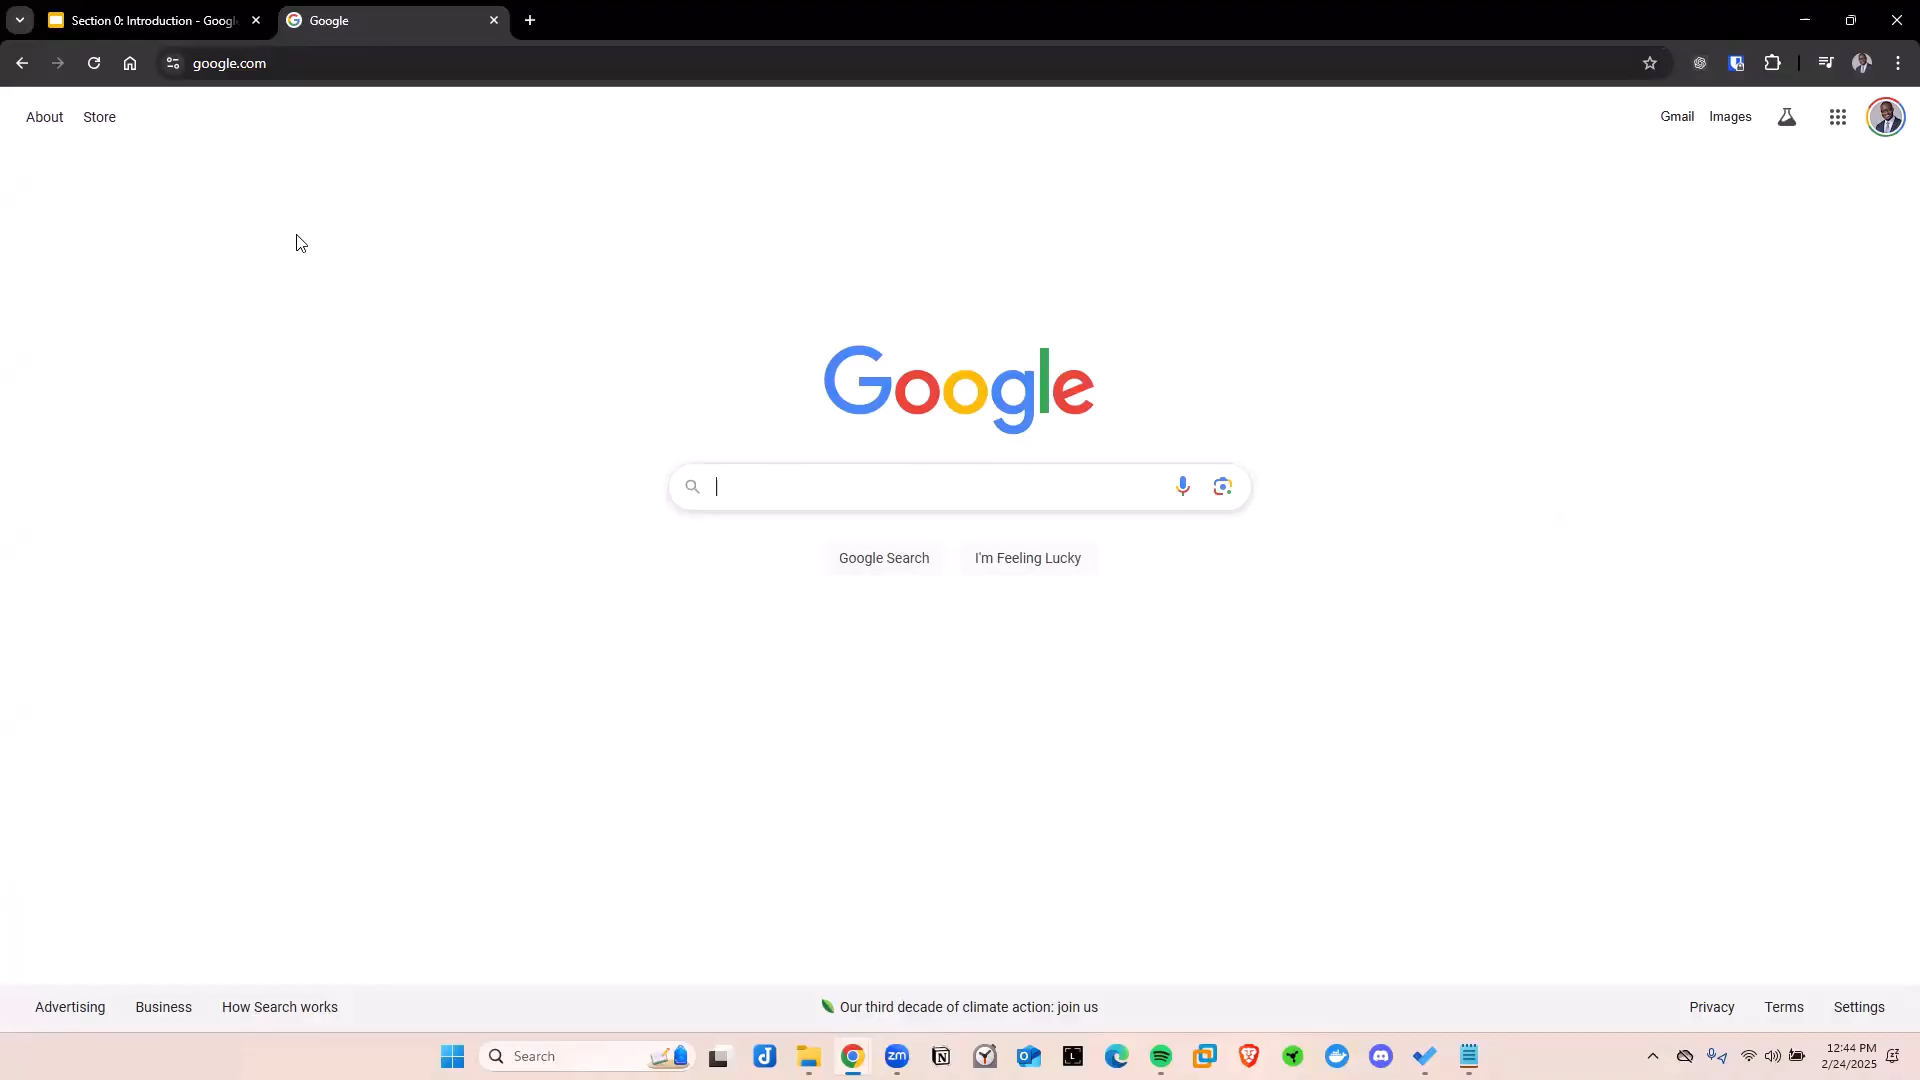 Section 0: Introduction - Googl
Google
google.com
About
Store
Gmail
Images
Google
Google Search
I'm Feeling Lucky
Advertising
Business
How Search works
Our third decade of climate action: join us
Privacy
Terms
Settings
Search
zm
12:44 PM
2/24/2025